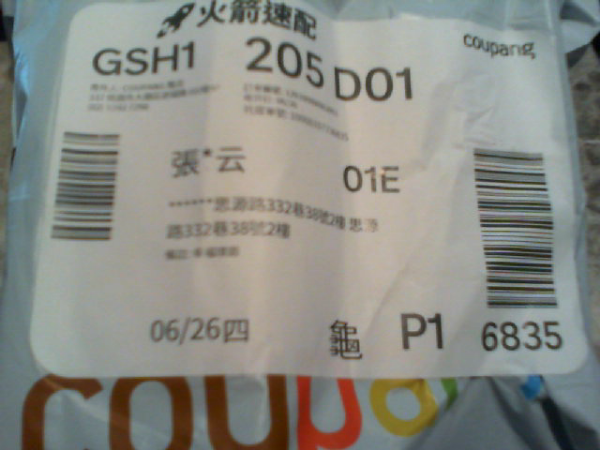 火箭速配
coupang
GSH1 205 D01
張*云
01E
******思源路332巷38號2樓 思源
路332巷38號2樓
06/26四 龜 P1 6835
coupa